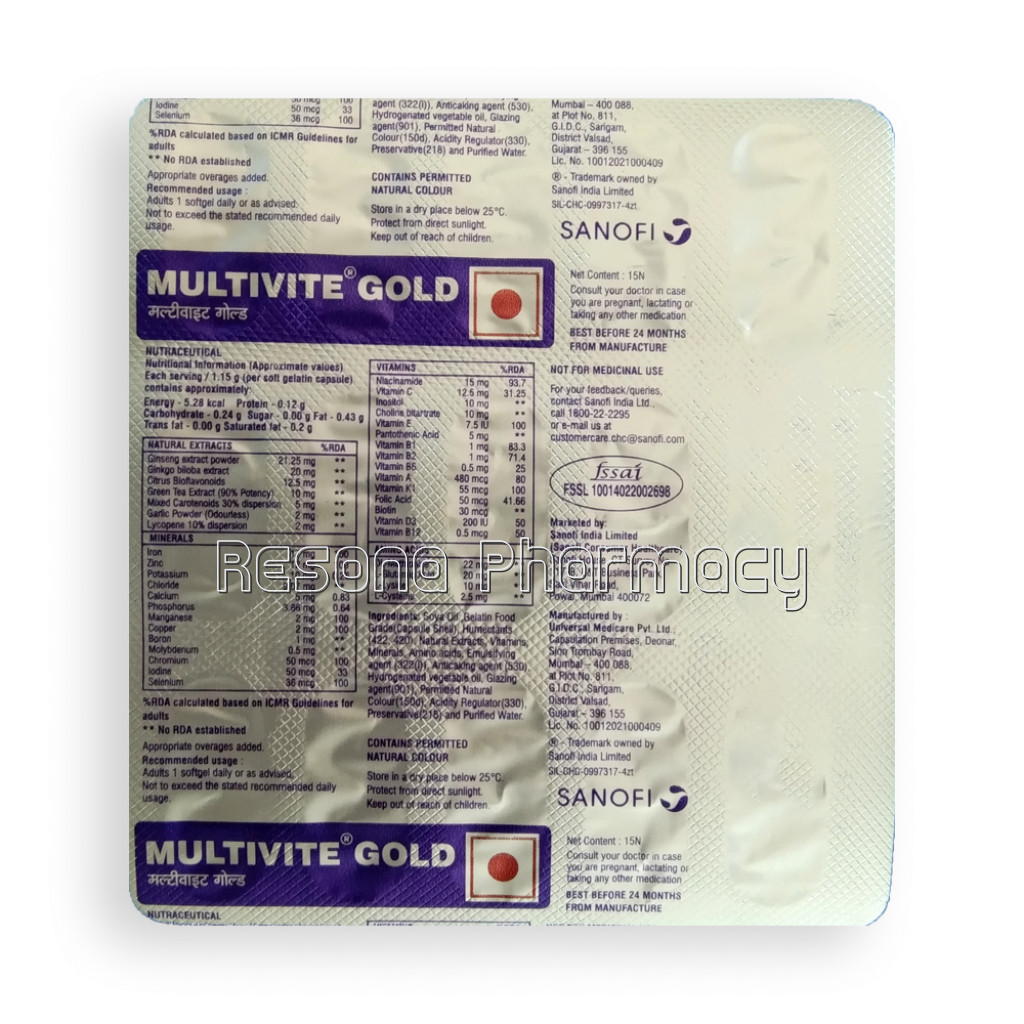 Iodine 50 mcg 33
Selenium 36 mcg 100
%RDA calculated based on ICMR Guidelines for
adults
** No RDA established
Appropriate overages added.
Recommended usage :
Adults 1 softgel daily or as advised.
Not to exceed the stated recommended daily
usage.
agent (322(i)), Anticaking agent (530),
Hydrogenated vegetable oil, Glazing
agent(901), Permitted Natural
Colour(150d), Acidity Regulator(330),
Preservative(218) and Purified Water.
CONTAINS PERMITTED
NATURAL COLOUR
Store in a dry place below 25°C.
Protect from direct sunlight.
Keep out of reach of children.
Mumbai – 400 088,
at Plot No. 811,
G.I.D.C., Sarigam,
District Valsad,
Gujarat – 396 155
Lic. No. 10012021000409
® - Trademark owned by
Sanofi India Limited
SIL-CHC-0997317-4zt
SANOFI
MULTIVITE® GOLD
मल्टीवाइट गोल्ड
NUTRACEUTICAL
Nutritional Information (Approximate values)
Each serving / 1.15 g (per soft gelatin capsule)
contains approximately:
Energy - 5.28 kcal Protein - 0.12 g
Carbohydrate - 0.24 g Sugar - 0.00 g Fat - 0.43 g
Trans fat - 0.00 g Saturated fat - 0.2 g
NATURAL EXTRACTS %RDA
Ginseng extract powder 21.25 mg **
Ginkgo biloba extract 20 mg **
Citrus Bioflavonoids 12.5 mg **
Green Tea Extract (90% Potency) 10 mg **
Mixed Carotenoids 30% dispersion 5 mg **
Garlic Powder (Odourless) 2 mg **
Lycopene 10% dispersion 2 mg **
MINERALS
Iron
Zinc
Potassium
Chloride
Calcium 5 mg 0.83
Phosphorus 3.86 mg 0.64
Manganese 2 mg 100
Copper 2 mg 100
Boron 1 mg **
Molybdenum 0.5 mg **
Chromium 50 mcg 100
Iodine 50 mcg 33
Selenium 36 mcg 100
%RDA calculated based on ICMR Guidelines for
adults
** No RDA established
Appropriate overages added.
Recommended usage :
Adults 1 softgel daily or as advised.
Not to exceed the stated recommended daily
usage.
VITAMINS %RDA
Niacinamide 15 mg 93.7
Vitamin C 12.5 mg 31.25
Inositol 10 mg **
Choline bitartrate 10 mg **
Vitamin E 7.5 IU 100
Pantothenic Acid 5 mg **
Vitamin B1 1 mg 83.3
Vitamin B2 1 mg 71.4
Vitamin B6 0.5 mg 25
Vitamin A 480 mcg 80
Vitamin K1 55 mcg 100
Folic Acid 50 mcg 41.66
Biotin 30 mcg **
Vitamin D3 200 IU 50
Vitamin B12 0.5 mcg 50
22 mg
20 mg
10 mg **
2.5 mg **
Ingredients: Soya Oil, Gelatin Food
Grade(Capsule Shell), Humectants
(422, 420), Natural Extracts, Vitamins,
Minerals, Amino acids, Emulsifying
agent (322(i)), Anticaking agent (530),
Hydrogenated vegetable oil, Glazing
agent(901), Permitted Natural
Colour(150d), Acidity Regulator(330),
Preservative(218) and Purified Water.
CONTAINS PERMITTED
NATURAL COLOUR
Store in a dry place below 25°C.
Protect from direct sunlight.
Keep out of reach of children.
Net Content : 15N
Consult your doctor in case
you are pregnant, lactating or
taking any other medication
BEST BEFORE 24 MONTHS
FROM MANUFACTURE
NOT FOR MEDICINAL USE
For your feedback/queries,
contact Sanofi India Ltd.,
call 1800-22-2295
or e-mail us at
customercare.chc@sanofi.com
fssai
FSSL 10014022002698
Marketed by:
Sanofi India Limited
Powai, Mumbai 400072
Manufactured by :
Universal Medicare Pvt. Ltd.,
Capsulation Premises, Deonar,
Sion Trombay Road,
Mumbai – 400 088,
at Plot No. 811,
G.I.D.C., Sarigam,
District Valsad,
Gujarat – 396 155
Lic. No. 10012021000409
® - Trademark owned by
Sanofi India Limited
SIL-CHC-0997317-4zt
SANOFI
Resona Pharmacy
MULTIVITE® GOLD
मल्टीवाइट गोल्ड
Net Content : 15N
Consult your doctor in case
you are pregnant, lactating or
taking any other medication
BEST BEFORE 24 MONTHS
FROM MANUFACTURE
NUTRACEUTICAL